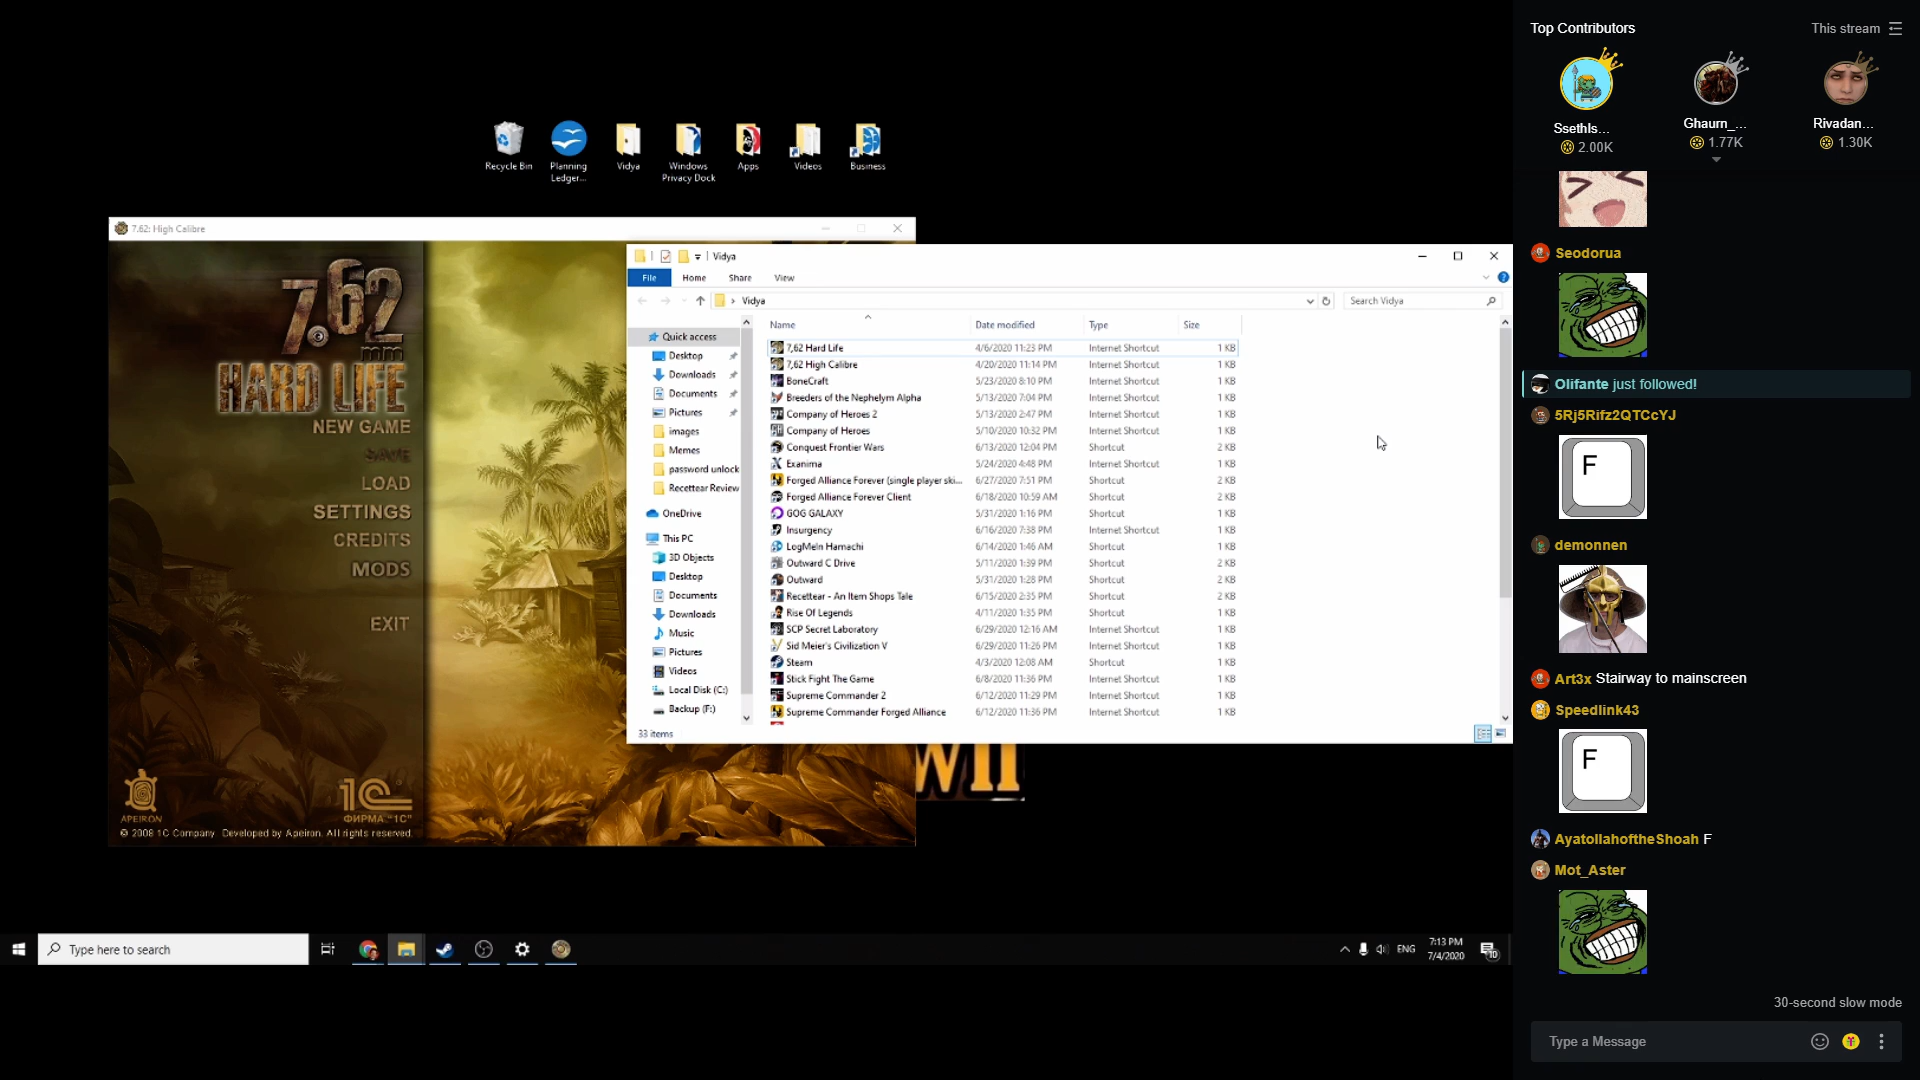 Recycle Bin
Planning
Ledger...
Vidya
Windows
Privacy Dock
Apps
Videos
Business
7.62: High Calibre
7.62
mm
HARD LIFE
NEW GAME
SAVE
LOAD
SETTINGS
CREDITS
MODS
EXIT
APEIRON
1C
ФИРМА "1С"
© 2008 1C Company. Developed by Apeiron. All rights reserved.
Vidya
File Home Share View
Vidya
Search Vidya
Quick access
Desktop
Downloads
Documents
Pictures
images
Memes
password unlock
Recettear Review
OneDrive
This PC
3D Objects
Desktop
Documents
Downloads
Music
Pictures
Videos
Local Disk (C:)
Backup (F:)
Name Date modified Type Size
7,62 Hard Life 4/6/2020 11:23 PM Internet Shortcut 1 KB
7,62 High Calibre 4/20/2020 11:14 PM Internet Shortcut 1 KB
BoneCraft 5/23/2020 8:10 PM Internet Shortcut 1 KB
Breeders of the Nephelym Alpha 5/13/2020 7:04 PM Internet Shortcut 1 KB
Company of Heroes 2 5/13/2020 2:47 PM Internet Shortcut 1 KB
Company of Heroes 5/10/2020 10:32 PM Internet Shortcut 1 KB
Conquest Frontier Wars 6/13/2020 12:04 PM Shortcut 2 KB
Exanima 5/24/2020 4:48 PM Internet Shortcut 1 KB
Forged Alliance Forever (single player ski... 6/27/2020 7:51 PM Shortcut 2 KB
Forged Alliance Forever Client 6/18/2020 10:59 AM Shortcut 2 KB
GOG GALAXY 5/31/2020 1:16 PM Shortcut 1 KB
Insurgency 6/16/2020 7:38 PM Internet Shortcut 1 KB
LogMeIn Hamachi 6/14/2020 1:46 AM Shortcut 1 KB
Outward C Drive 5/11/2020 1:39 PM Shortcut 2 KB
Outward 5/31/2020 1:28 PM Shortcut 2 KB
Recettear - An Item Shops Tale 6/15/2020 2:35 PM Shortcut 2 KB
Rise Of Legends 4/11/2020 1:35 PM Shortcut 1 KB
SCP Secret Laboratory 6/29/2020 12:16 AM Internet Shortcut 1 KB
Sid Meier's Civilization V 6/29/2020 11:26 PM Internet Shortcut 1 KB
Steam 4/3/2020 12:08 AM Shortcut 1 KB
Stick Fight The Game 6/8/2020 11:36 PM Internet Shortcut 1 KB
Supreme Commander 2 6/12/2020 11:29 PM Internet Shortcut 1 KB
Supreme Commander Forged Alliance 6/12/2020 11:36 PM Internet Shortcut 1 KB
33 items
Type here to search
ENG
7:13 PM
7/4/2020
10
Top Contributors This stream
Ssethls... Ghaurn_... Rivadan...
2.00K 1.77K 1.30K
Seodorua
Olifante just followed!
5Rj5Rifz2QTCcYJ
F
demonnen
Art3x Stairway to mainscreen
Speedlink43
F
AyatollahoftheShoah F
Mot_Aster
30-second slow mode
Type a Message